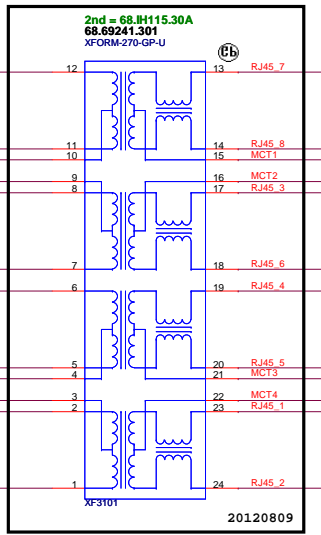 2nd = 68.IH115.30A
68.69241.301
XFORM-270-GP-U
12 13 RJ45_7
11 14 RJ45_8
10 15 MCT1
9 16 MCT2
8 17 RJ45_3
7 18 RJ45_6
6 19 RJ45_4
5 20 RJ45_5
4 21 MCT3
3 22 MCT4
2 23 RJ45_1
1 24 RJ45_2
XF3101
20120809